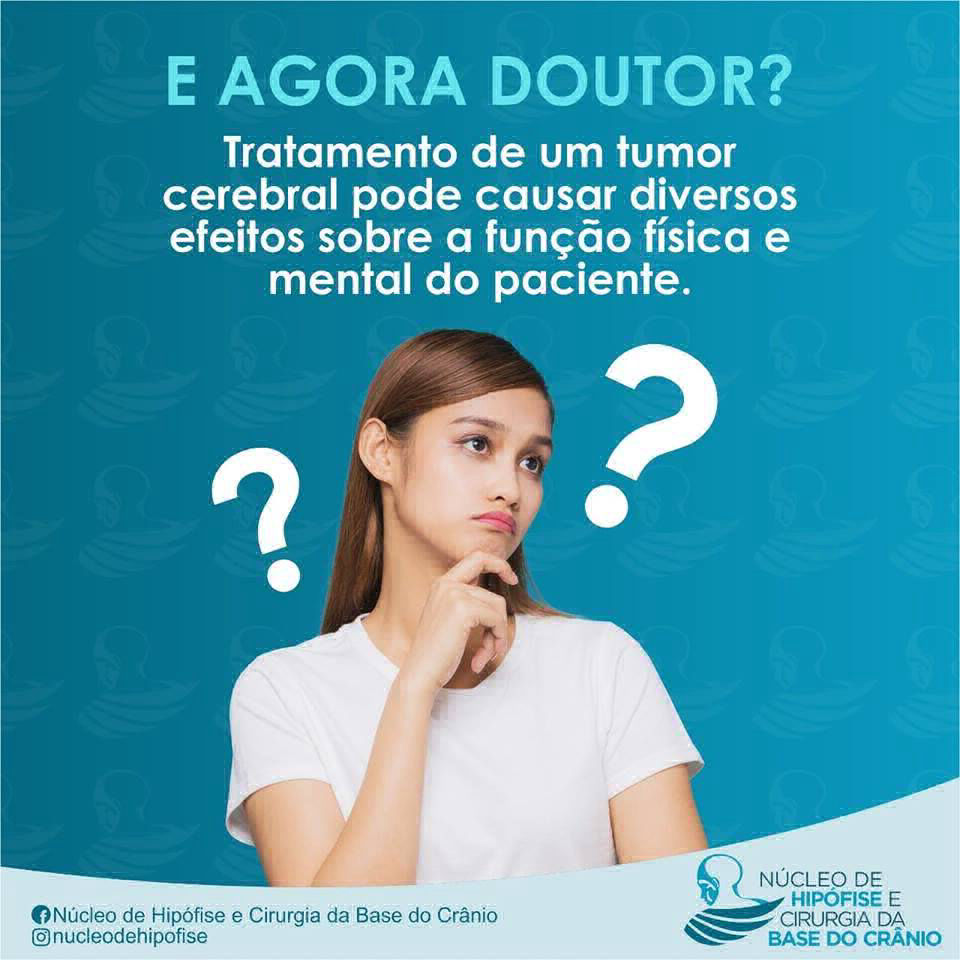 E AGORA DOUTOR?
Tratamento de um tumor
cerebral pode causar diversos
efeitos sobre a função física e
mental do paciente.
?
?
Núcleo de Hipófise e Cirurgia da Base do Crânio
nucleodehipofise
NÚCLEO DE
HIPÓFISE E
CIRURGIA DA
BASE DO CRÂNIO